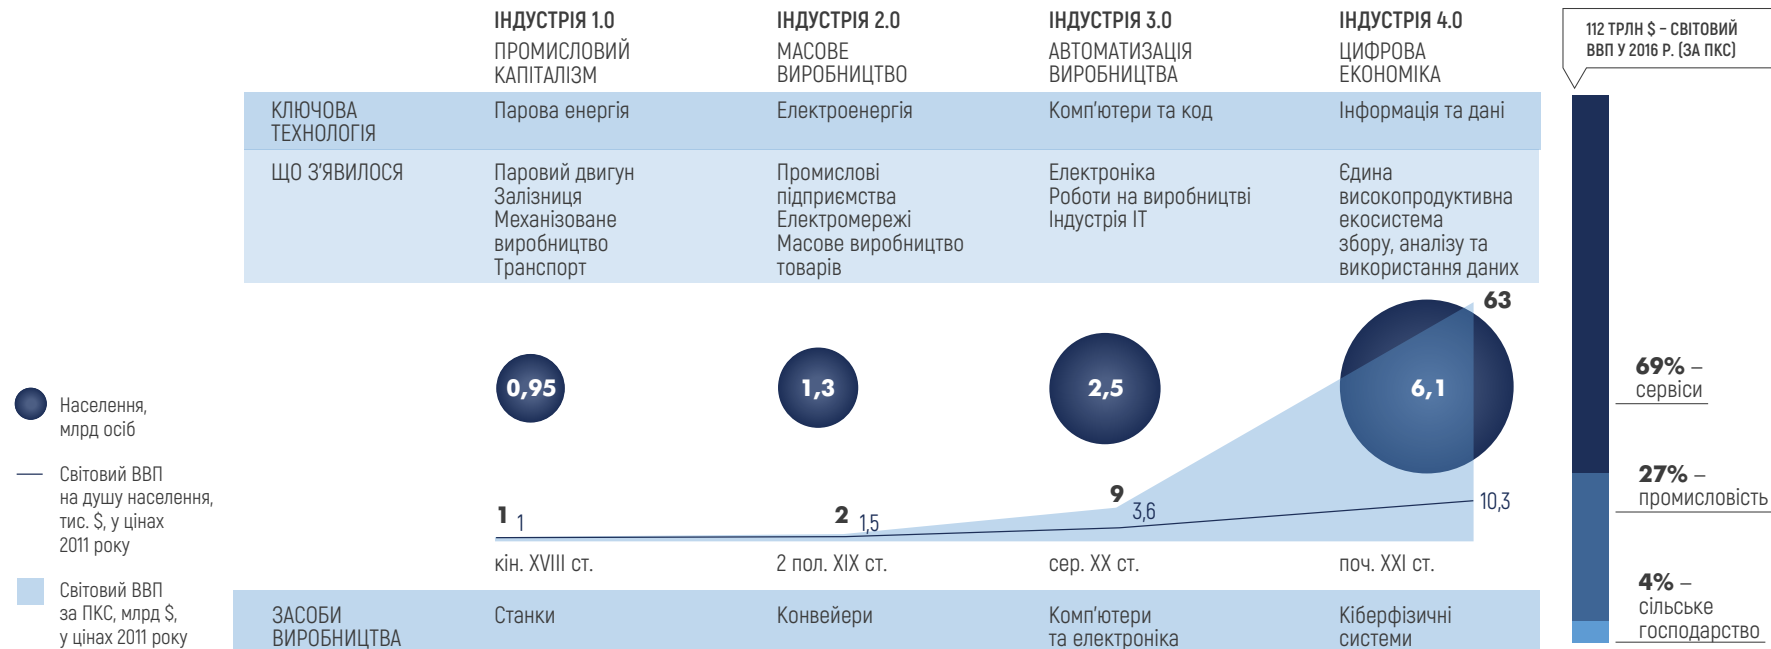 ІНДУСТРІЯ 1.0
ПРОМИСЛОВИЙ
КАПІТАЛІЗМ
ІНДУСТРІЯ 2.0
МАСОВЕ
ВИРОБНИЦТВО
ІНДУСТРІЯ 3.0
АВТОМАТИЗАЦІЯ
ВИРОБНИЦТВА
ІНДУСТРІЯ 4.0
ЦИФРОВА
ЕКОНОМІКА
КЛЮЧОВА
ТЕХНОЛОГІЯ
Парова енергія
Електроенергія
Комп'ютери та код
Інформація та дані
ЩО З'ЯВИЛОСЯ
Паровий двигун
Залізниця
Механізоване
виробництво
Транспорт
Промислові
підприємства
Електромережі
Масове виробництво
товарів
Електроніка
Роботи на виробництві
Індустрія ІТ
Єдина
високопродуктивна
екосистема
збору, аналізу та
використання даних
0,95
1,3
2,5
6,1
63
1 1
2 1,5
9 3,6
10,3
кін. XVIII ст.
2 пол. XIX ст.
сер. XX ст.
поч. XXI ст.
ЗАСОБИ
ВИРОБНИЦТВА
Станки
Конвейери
Комп'ютери
та електроніка
Кіберфізичні
системи
Населення,
млрд осіб
Світовий ВВП
на душу населення,
тис. $, у цінах
2011 року
Світовий ВВП
за ПКС, млрд $,
у цінах 2011 року
112 ТРЛН $ – СВІТОВИЙ
ВВП У 2016 Р. (ЗА ПКС)
69% –
сервіси
27% –
промисловість
4% –
сільське
господарство